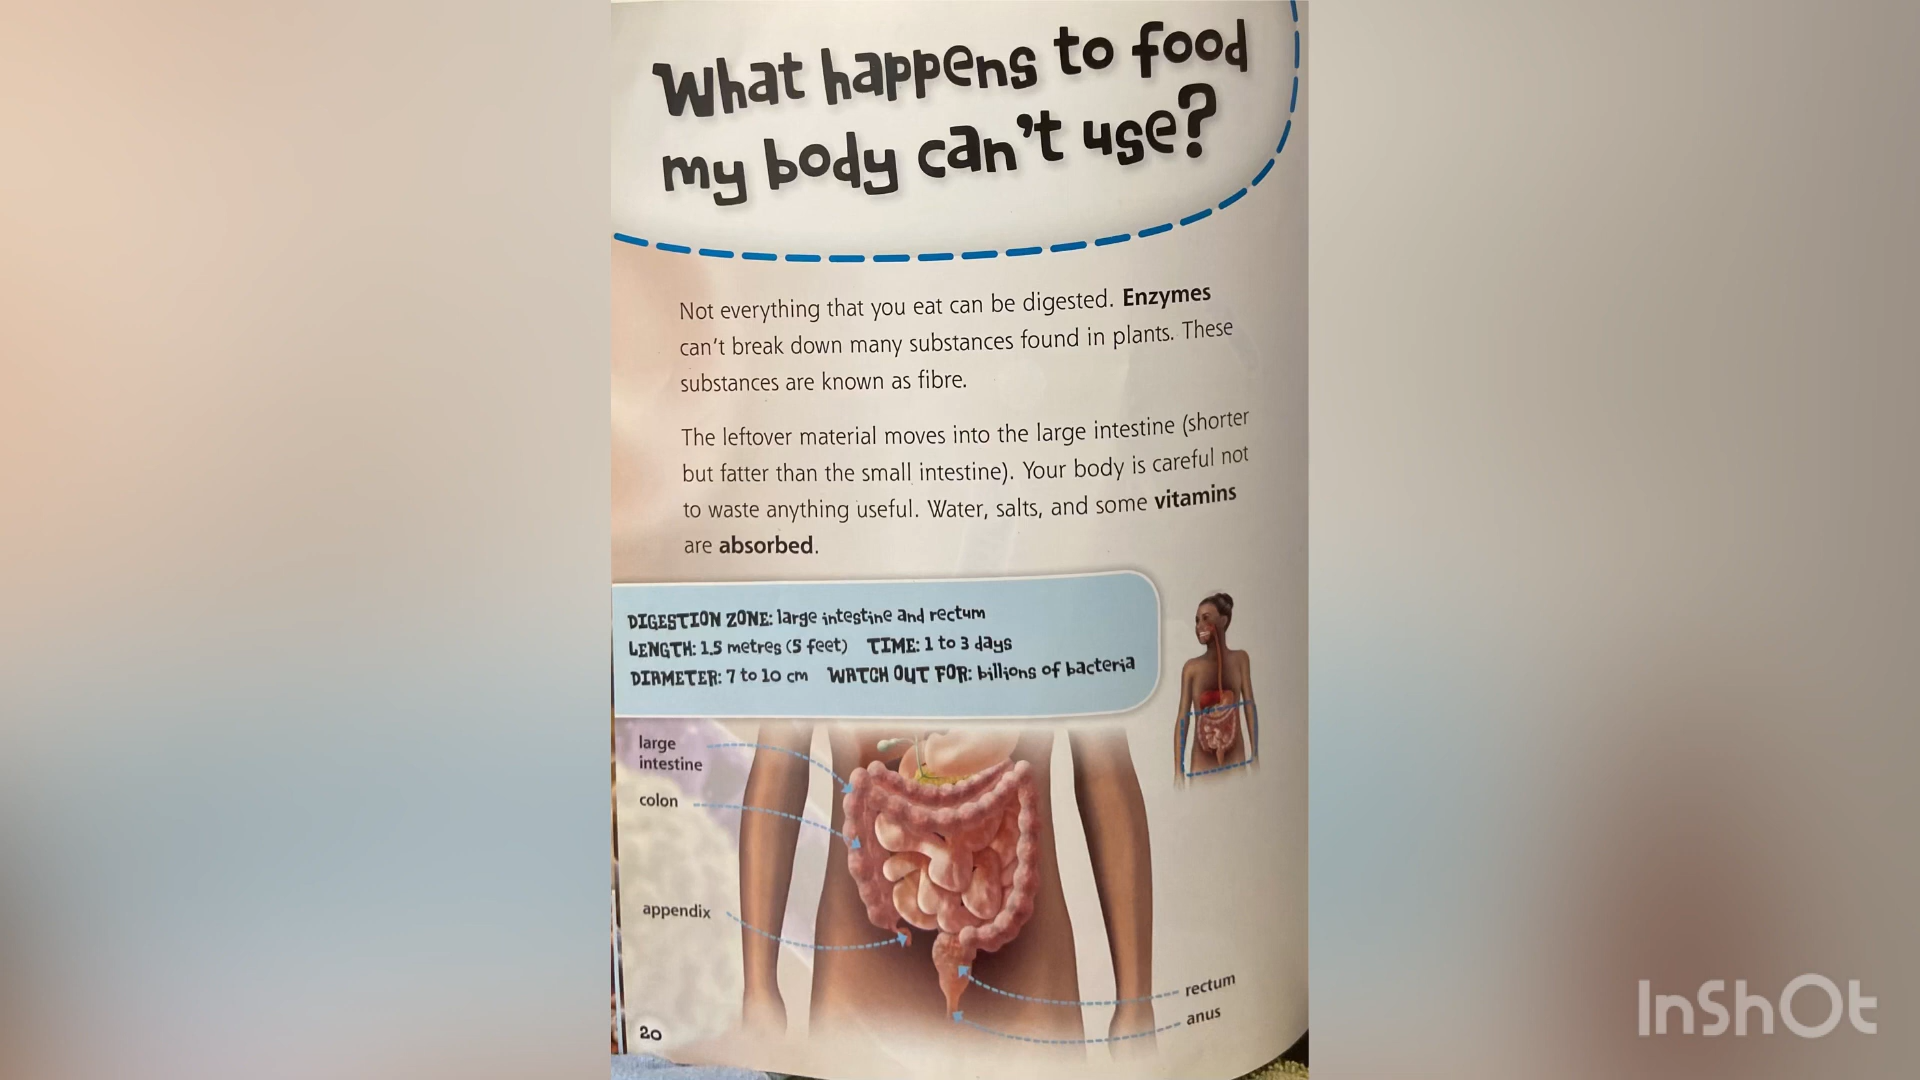 What happens to food
my body can't use?
Not everything that you eat can be digested. Enzymes
can't break down many substances found in plants. These
substances are known as fibre.
The leftover material moves into the large intestine (shorter
but fatter than the small intestine). Your body is careful not
to waste anything useful. Water, salts, and some vitamins
are absorbed.
DIGESTION ZONE: large intestine and rectum
LENGTH: 1.5 metres (5 feet) TIME: 1 to 3 days
DIAMETER: 7 to 10 cm WATCH OUT FOR: billions of bacteria
large
intestine
colon
appendix
rectum
anus
20
InShOt